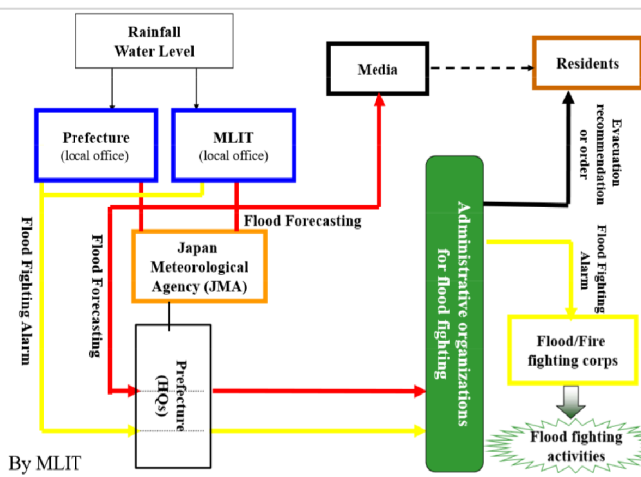 Rainfall
Water Level
Media
Residents
Prefecture
(local office)
MLIT
(local office)
Evacuation
recommendation
or order
Flood Forecasting
Flood Fighting Alarm
Flood Forecasting
Japan
Meteorological
Agency (JMA)
Administrative organizations
for flood fighting
Flood Fighting
Alarm
Prefecture
(HQs)
Flood/Fire
fighting corps
Flood fighting
activities
By MLIT